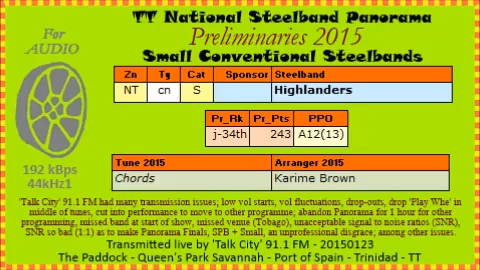 TT National Steelband Panorama
Preliminaries 2015
Small Conventional Steelbands
For
AUDIO
192 kBps
44kHz1
Zn Tg Cat Sponsor Steelband
NT cn S Highlanders
Pr_Rk Pr_Pts PPO
j-34th 243 A12(13)
Tune 2015 Arranger 2015
Chords Karime Brown
'Talk City' 91.1 FM had many transmission issues; low vol starts, vol fluctuations, drop-outs, drop 'Play Whe' in
middle of tunes, cut into performance to move to other programme; abandon Panorama for 1 hour for other
programming, missed band at start of show, missed venue (Tobago), unacceptable signal to noise ratios (SNR),
SNR so bad (1:1) as to make Panorama Finals, SPB + Small, an unprofessional disgrace; among other issues.
Transmitted live by 'Talk City' 91.1 FM - 20150123
The Paddock - Queen's Park Savannah - Port of Spain - Trinidad - TT